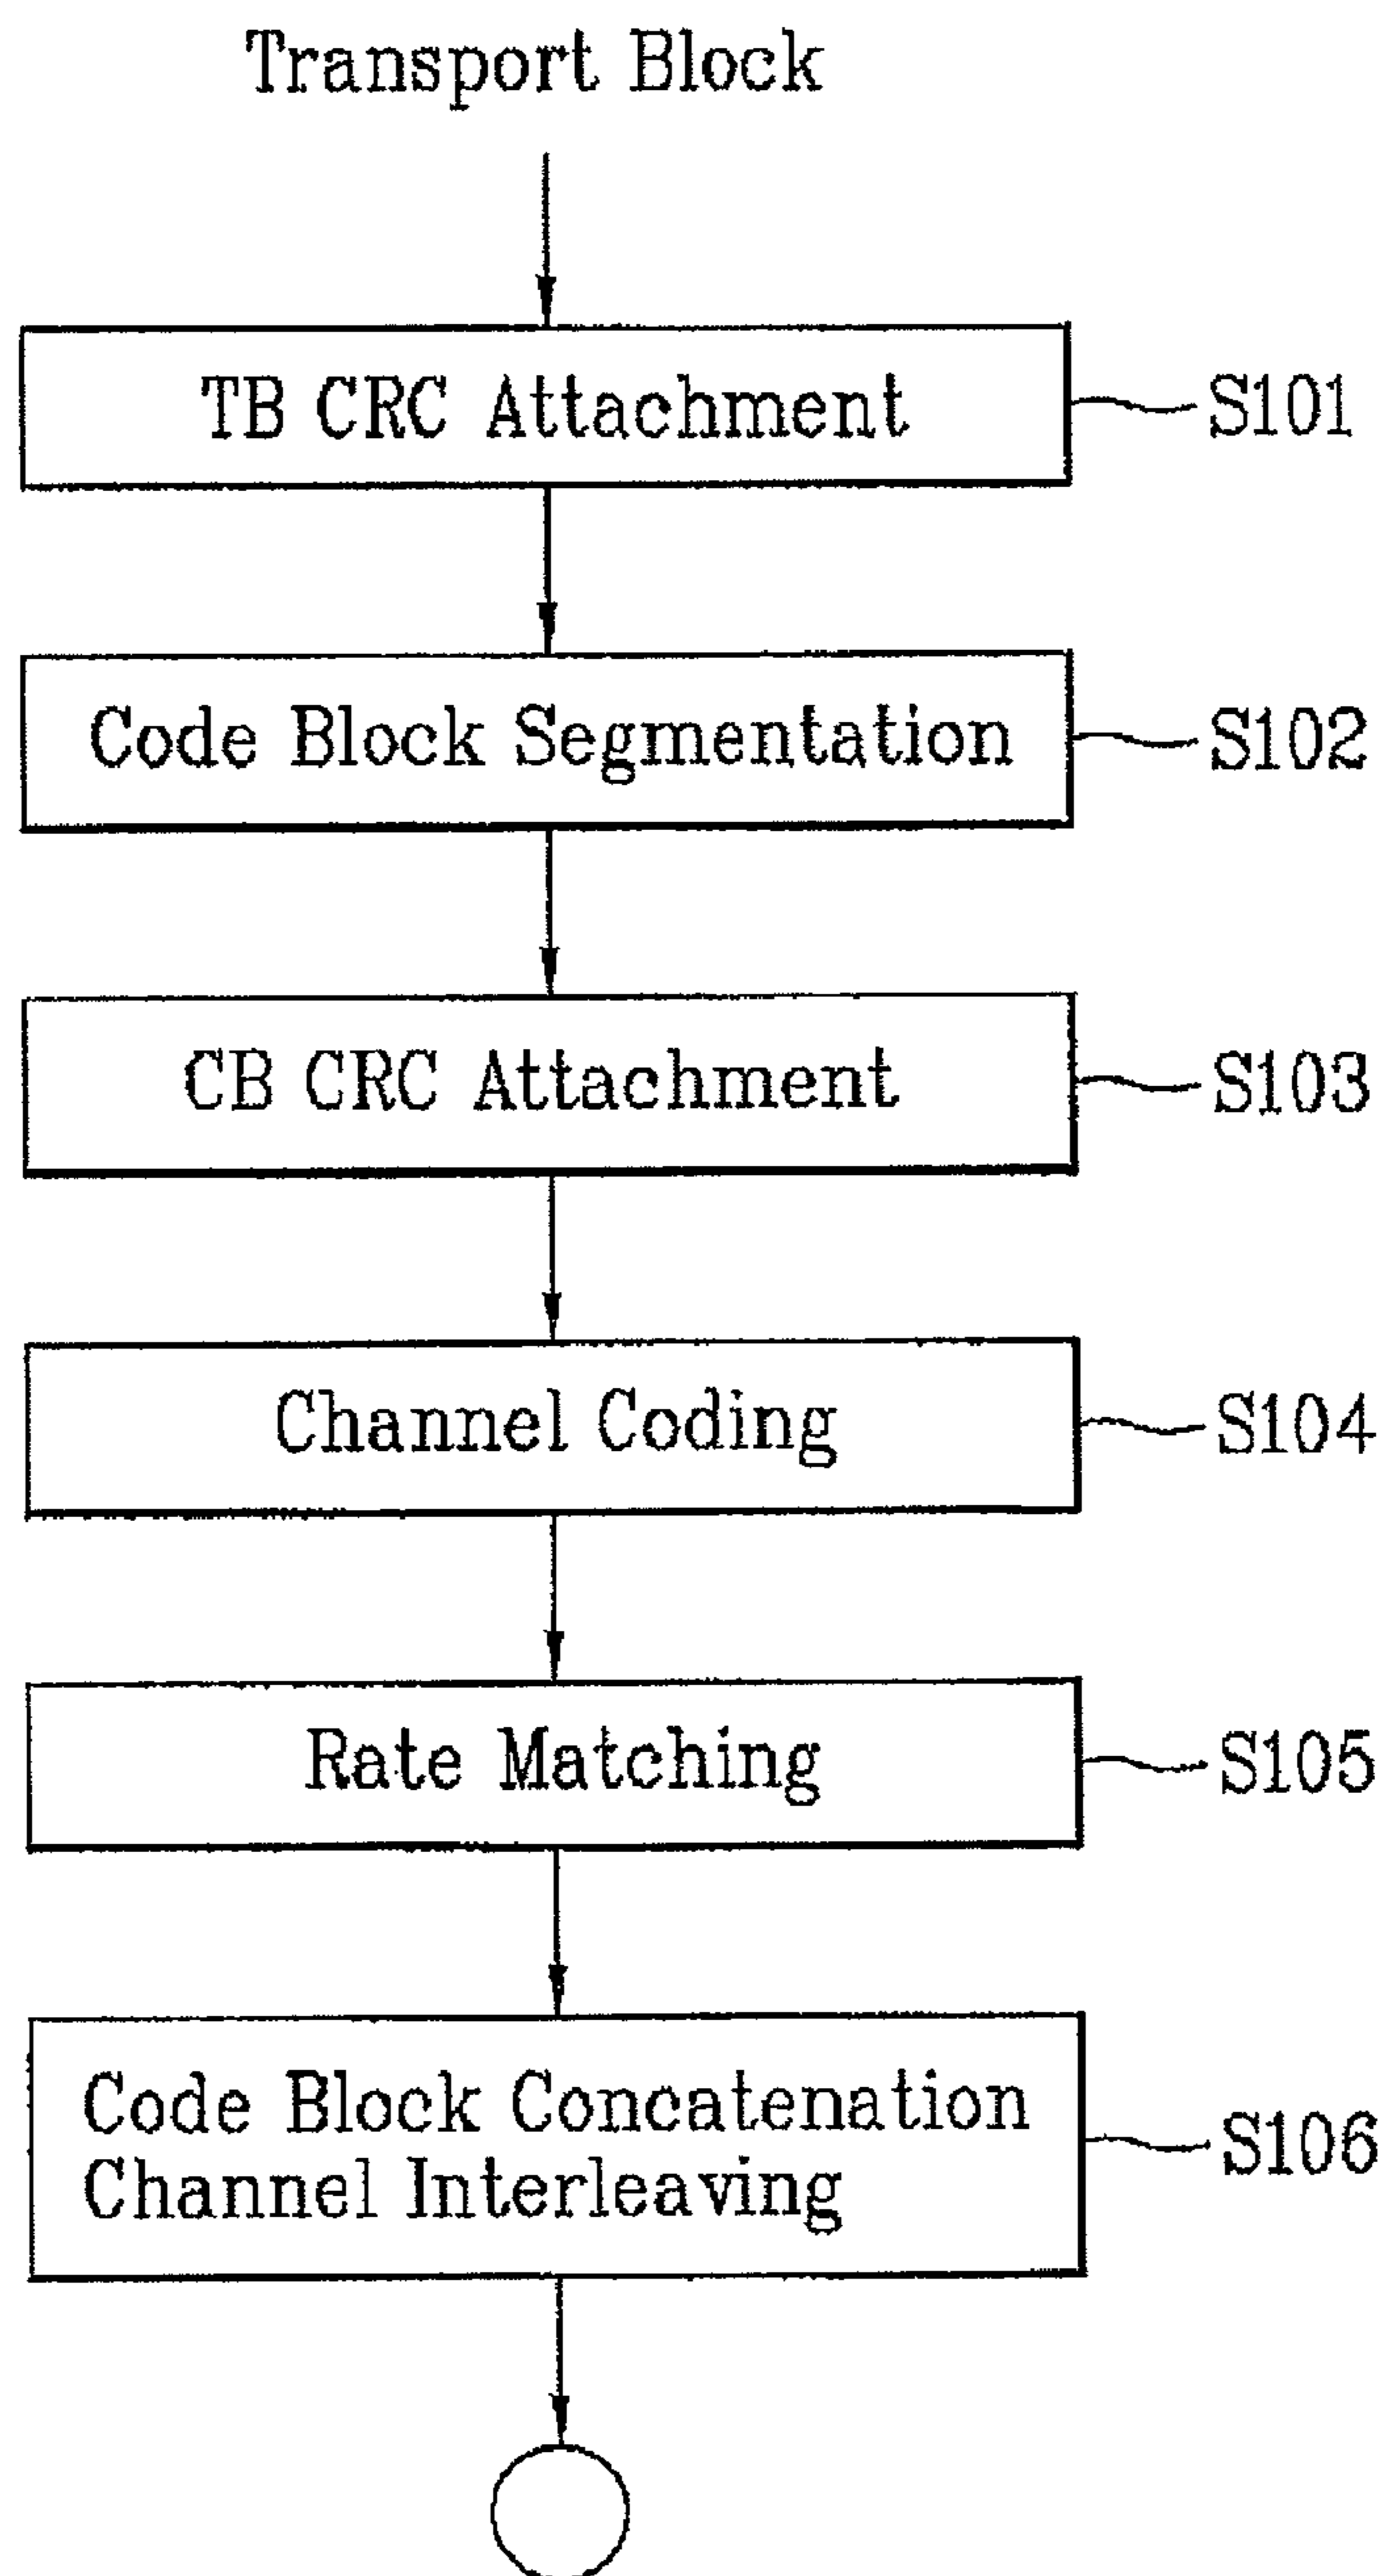 Transport Block
TB CRC Attachment
S101
Code Block Segmentation
S102
CB CRC Attachment
S103
Channel Coding
S104
Rate Matching
S105
Code Block Concatenation
Channel Interleaving
S106